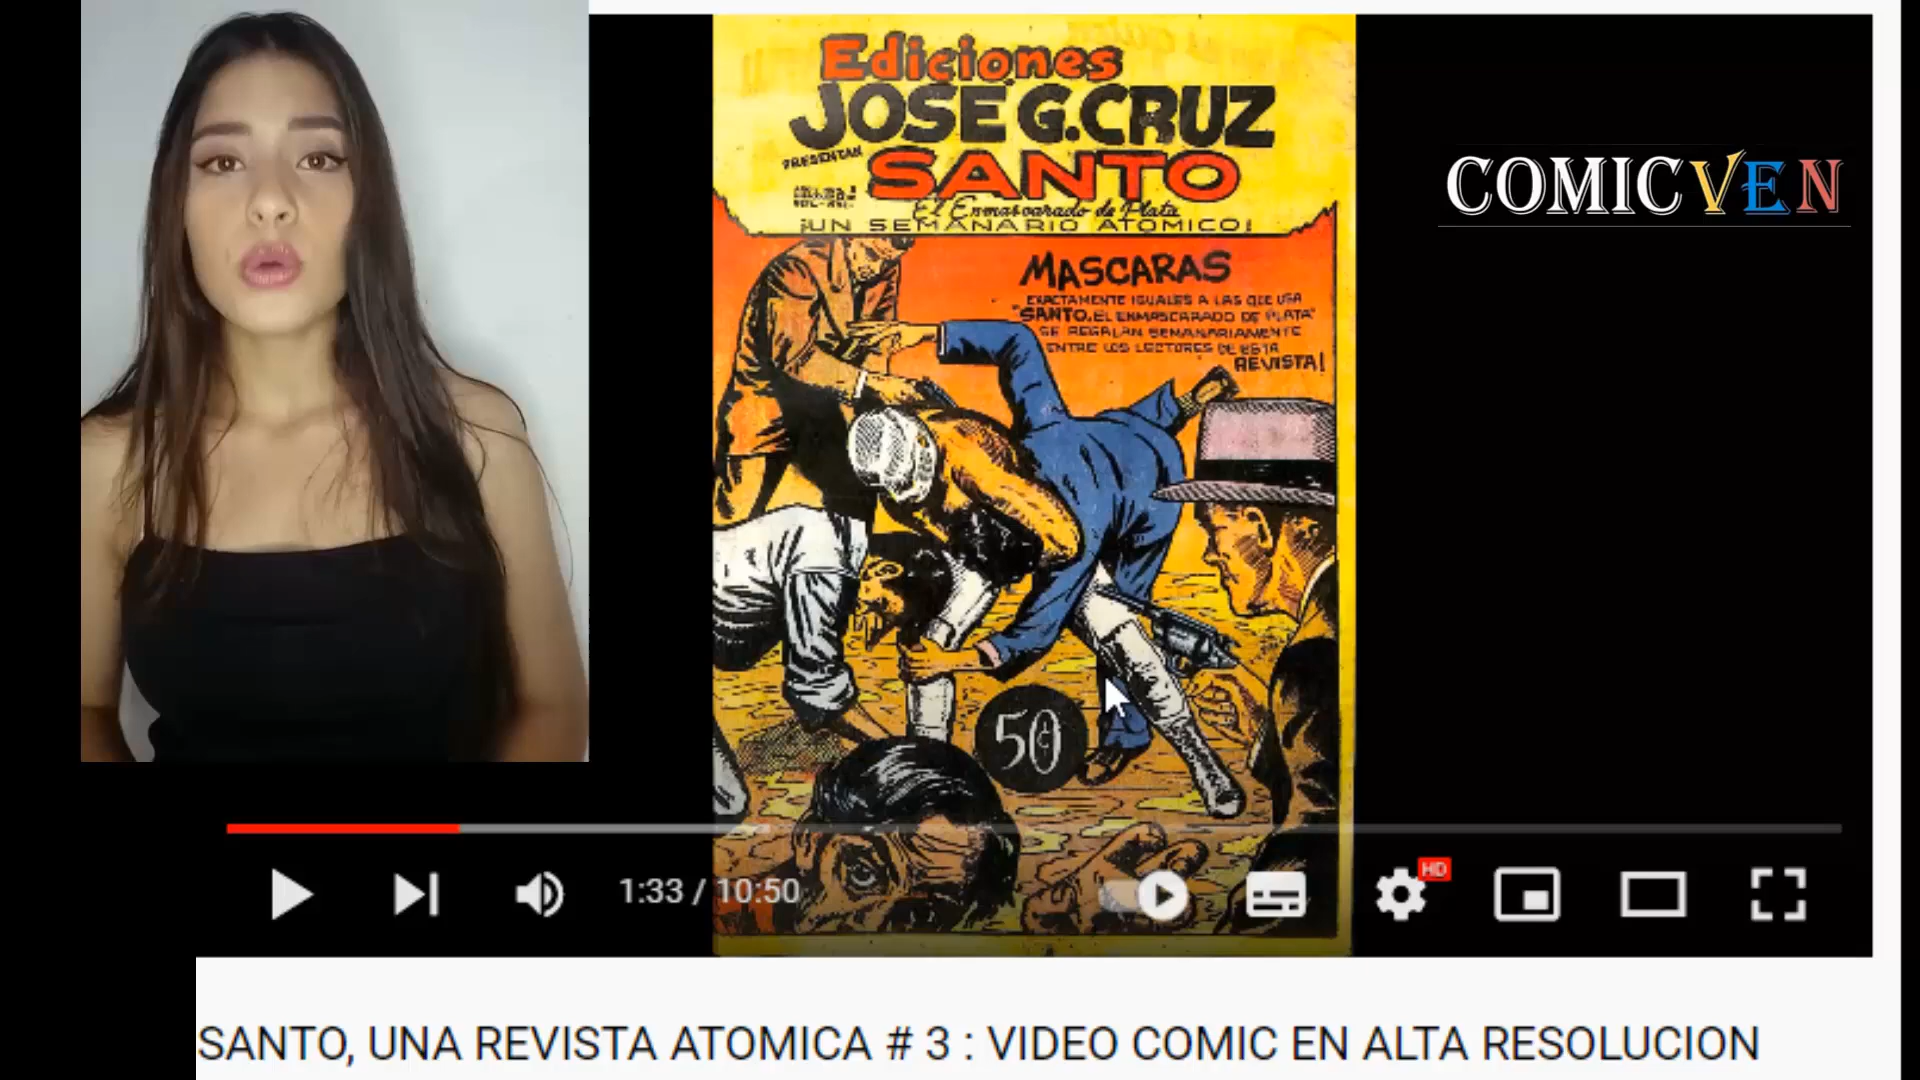 Ediciones
JOSE G. CRUZ
PRESENTAN
SANTO
El Enmascarado de Plata
¡UN SEMANARIO ATOMICO!
MASCARAS
EXACTAMENTE IGUALES A LAS QUE USA
"SANTO, EL ENMASCARADO DE PLATA"
SE REGALAN SEMANARIAMENTE
ENTRE LOS LECTORES DE ESTA
REVISTA!
50¢
COMICVEN
1:33 / 10:50
HD
SANTO, UNA REVISTA ATOMICA # 3 : VIDEO COMIC EN ALTA RESOLUCION